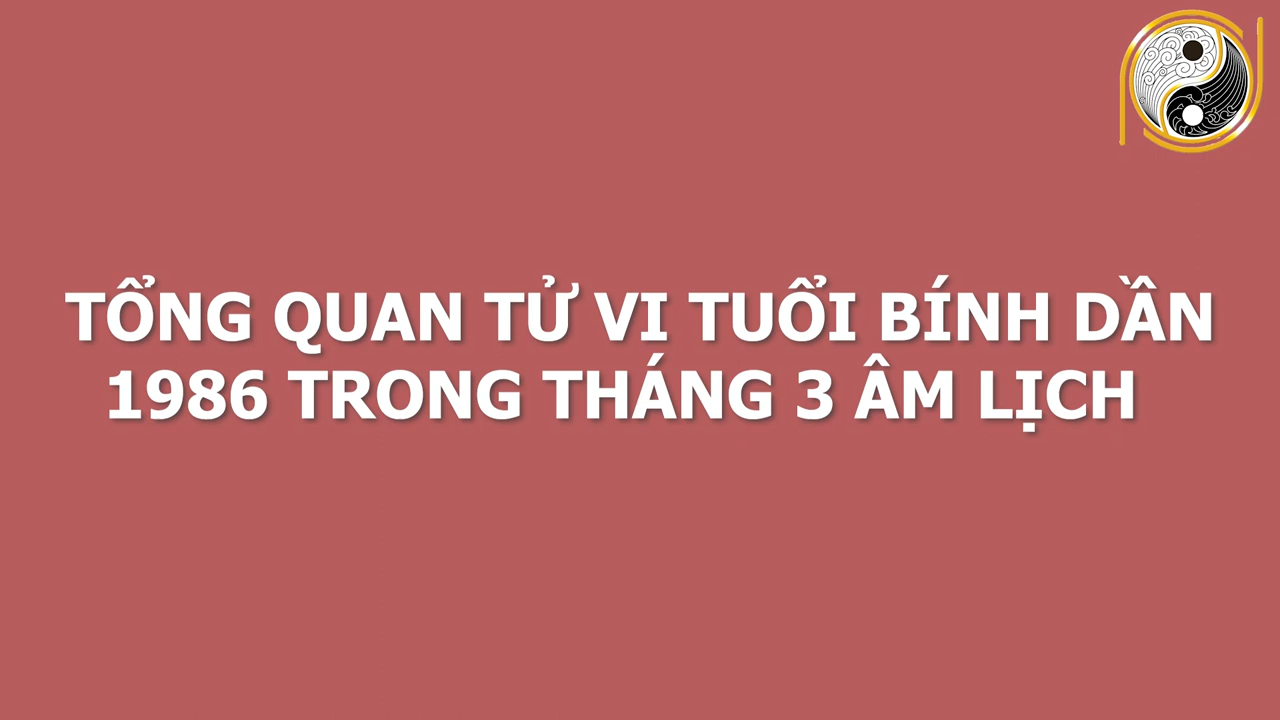 TỔNG QUAN TỬ VI TUỔI BÍNH DẦN
1986 TRONG THÁNG 3 ÂM LỊCH